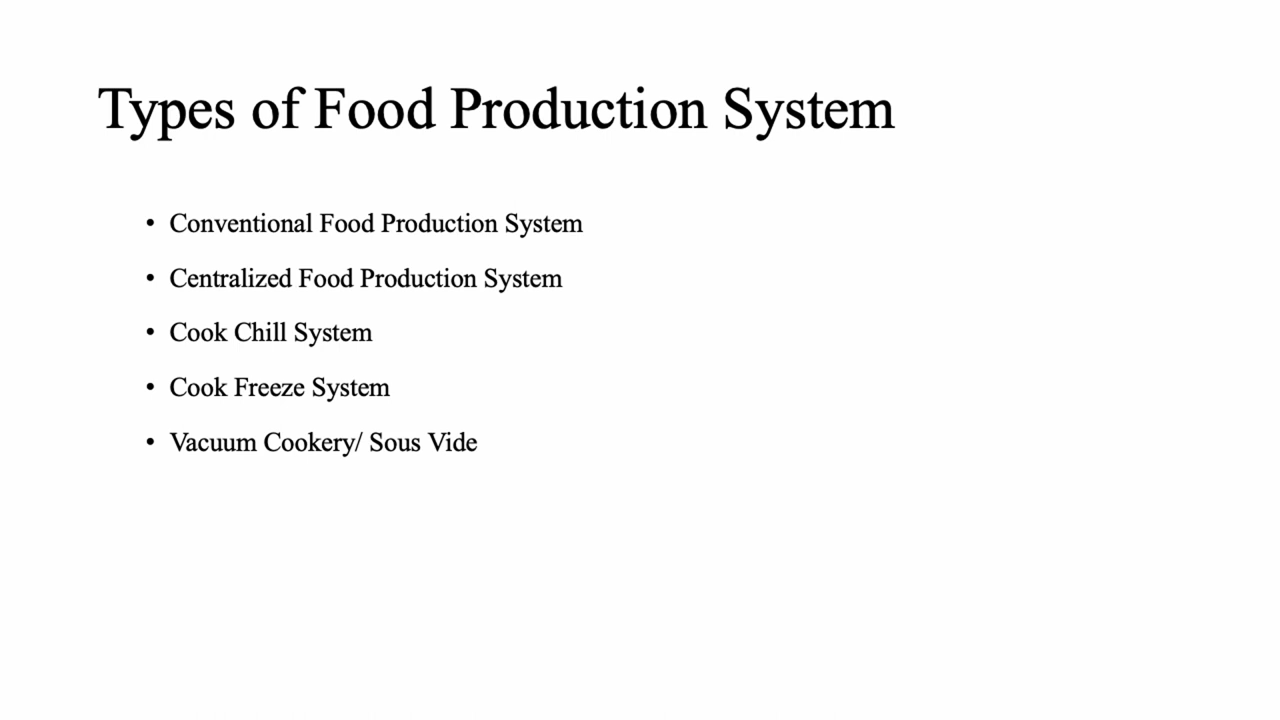 Types of Food Production System
• Conventional Food Production System
• Centralized Food Production System
• Cook Chill System
• Cook Freeze System
• Vacuum Cookery/ Sous Vide